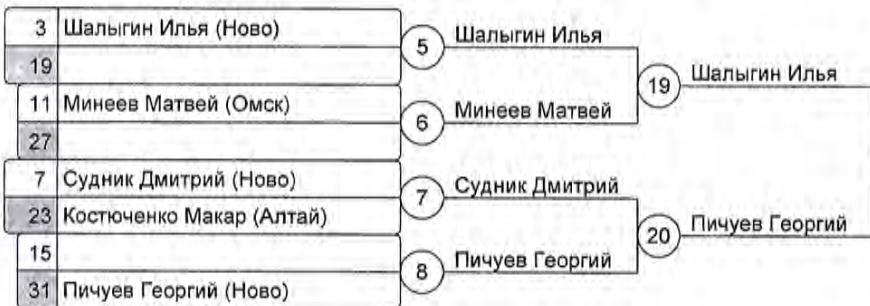 3 Шалыгин Илья (Ново)
5 Шалыгин Илья
19
19 Шалыгин Илья
11 Минеев Матвей (Омск)
6 Минеев Матвей
27
7 Судник Дмитрий (Ново)
7 Судник Дмитрий
23 Костюченко Макар (Алтай)
20 Пичуев Георгий
15
8 Пичуев Георгий
31 Пичуев Георгий (Ново)